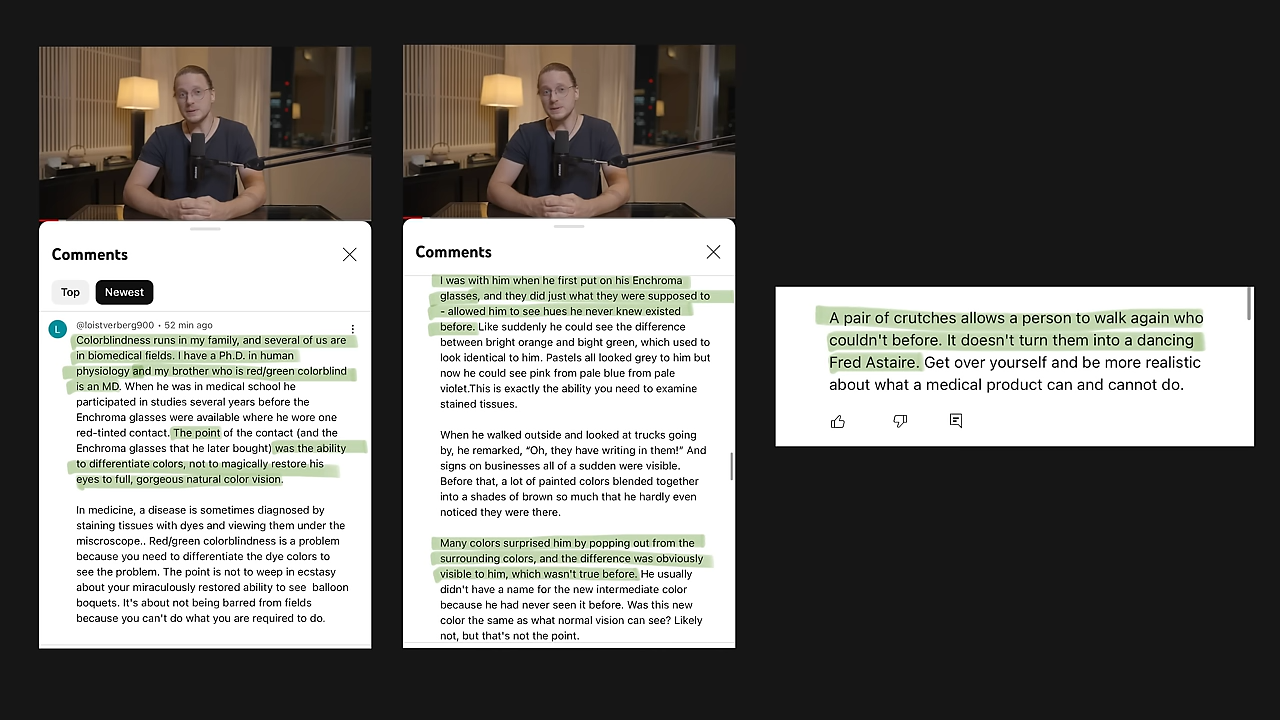 Comments
Top
Newest
L
@loistverberg900 • 52 min ago
Colorblindness runs in my family, and several of us are
in biomedical fields. I have a Ph.D. in human
physiology and my brother who is red/green colorblind
is an MD. When he was in medical school he
participated in studies several years before the
Enchroma glasses were available where he wore one
red-tinted contact. The point of the contact (and the
Enchroma glasses that he later bought) was the ability
to differentiate colors, not to magically restore his
eyes to full, gorgeous natural color vision.
In medicine, a disease is sometimes diagnosed by
staining tissues with dyes and viewing them under the
miscroscope.. Red/green colorblindness is a problem
because you need to differentiate the dye colors to
see the problem. The point is not to weep in ecstasy
about your miraculously restored ability to see balloon
boquets. It's about not being barred from fields
because you can't do what you are required to do.
Comments
I was with him when he first put on his Enchroma
glasses, and they did just what they were supposed to
- allowed him to see hues he never knew existed
before. Like suddenly he could see the difference
between bright orange and bight green, which used to
look identical to him. Pastels all looked grey to him but
now he could see pink from pale blue from pale
violet.This is exactly the ability you need to examine
stained tissues.
When he walked outside and looked at trucks going
by, he remarked, “Oh, they have writing in them!” And
signs on businesses all of a sudden were visible.
Before that, a lot of painted colors blended together
into a shades of brown so much that he hardly even
noticed they were there.
Many colors surprised him by popping out from the
surrounding colors, and the difference was obviously
visible to him, which wasn't true before. He usually
didn't have a name for the new intermediate color
because he had never seen it before. Was this new
color the same as what normal vision can see? Likely
not, but that's not the point.
A pair of crutches allows a person to walk again who
couldn't before. It doesn't turn them into a dancing
Fred Astaire. Get over yourself and be more realistic
about what a medical product can and cannot do.